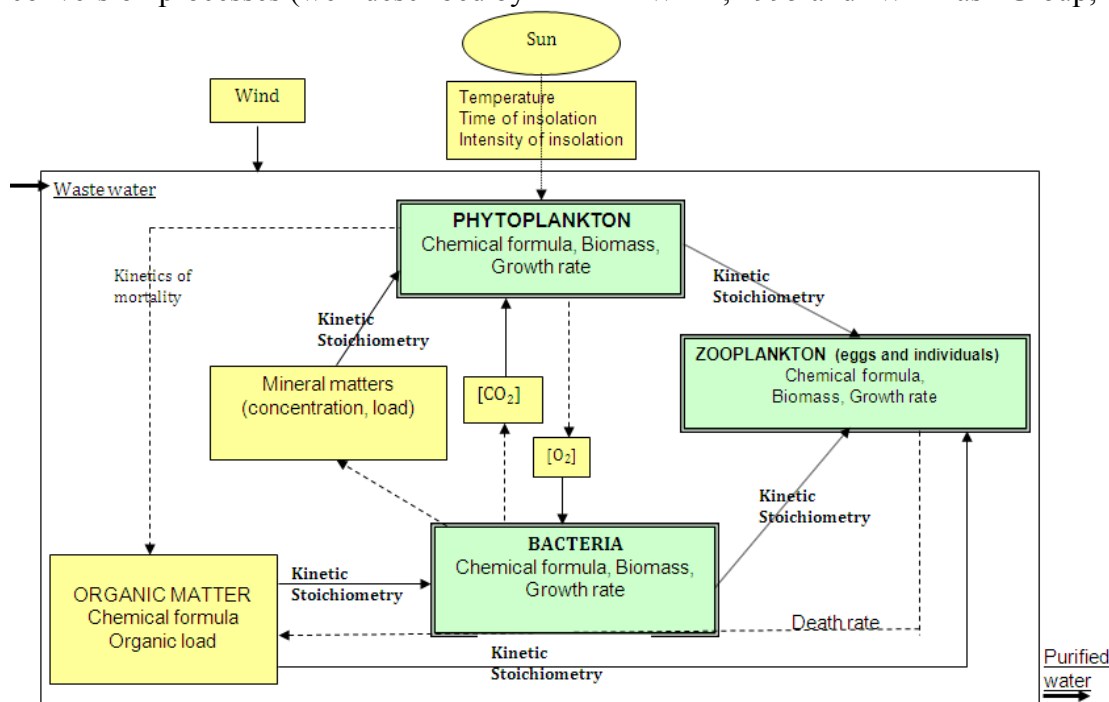 Sun
Wind
Temperature
Time of insolation
Intensity of insolation
Waste water
PHYTOPLANKTON
Chemical formula, Biomass,
Growth rate
Kinetics of
mortality
Kinetic
Stoichiometry
Kinetic
Stoichiometry
ZOOPLANKTON (eggs and individuals)
Chemical formula,
Biomass, Growth rate
Mineral matters
(concentration, load)
[CO₂]
[O₂]
Kinetic
Stoichiometry
BACTERIA
Chemical formula, Biomass,
Growth rate
ORGANIC MATTER
Chemical formula
Organic load
Kinetic
Stoichiometry
Death rate
Kinetic
Stoichiometry
Purified
water